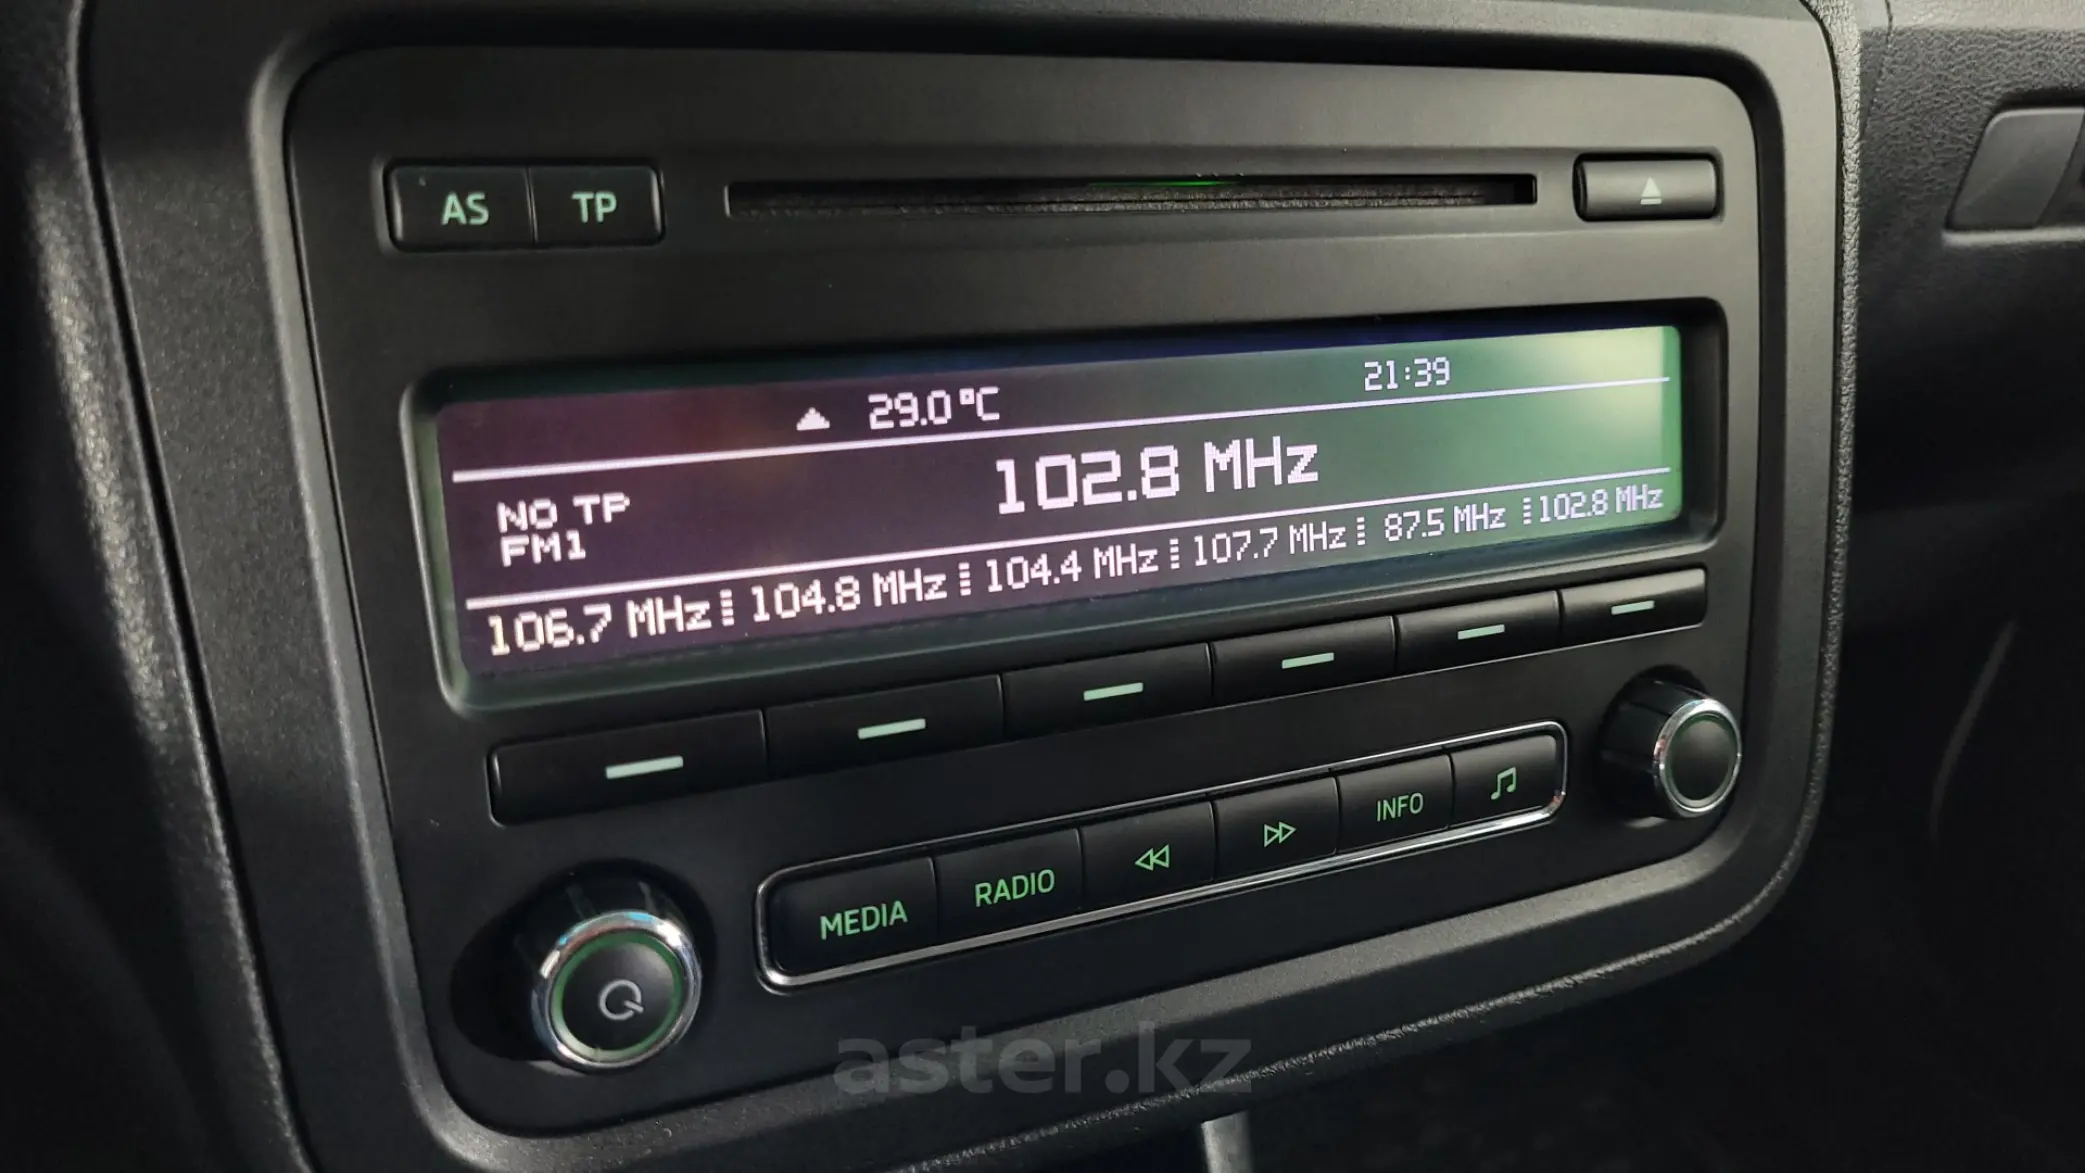 AS TP
29.0 °C 21:39
NO TP 102.8 MHz
FM1
106.7 MHz 104.8 MHz 104.4 MHz 107.7 MHz 87.5 MHz 102.8 MHz
MEDIA RADIO INFO
aster.kz